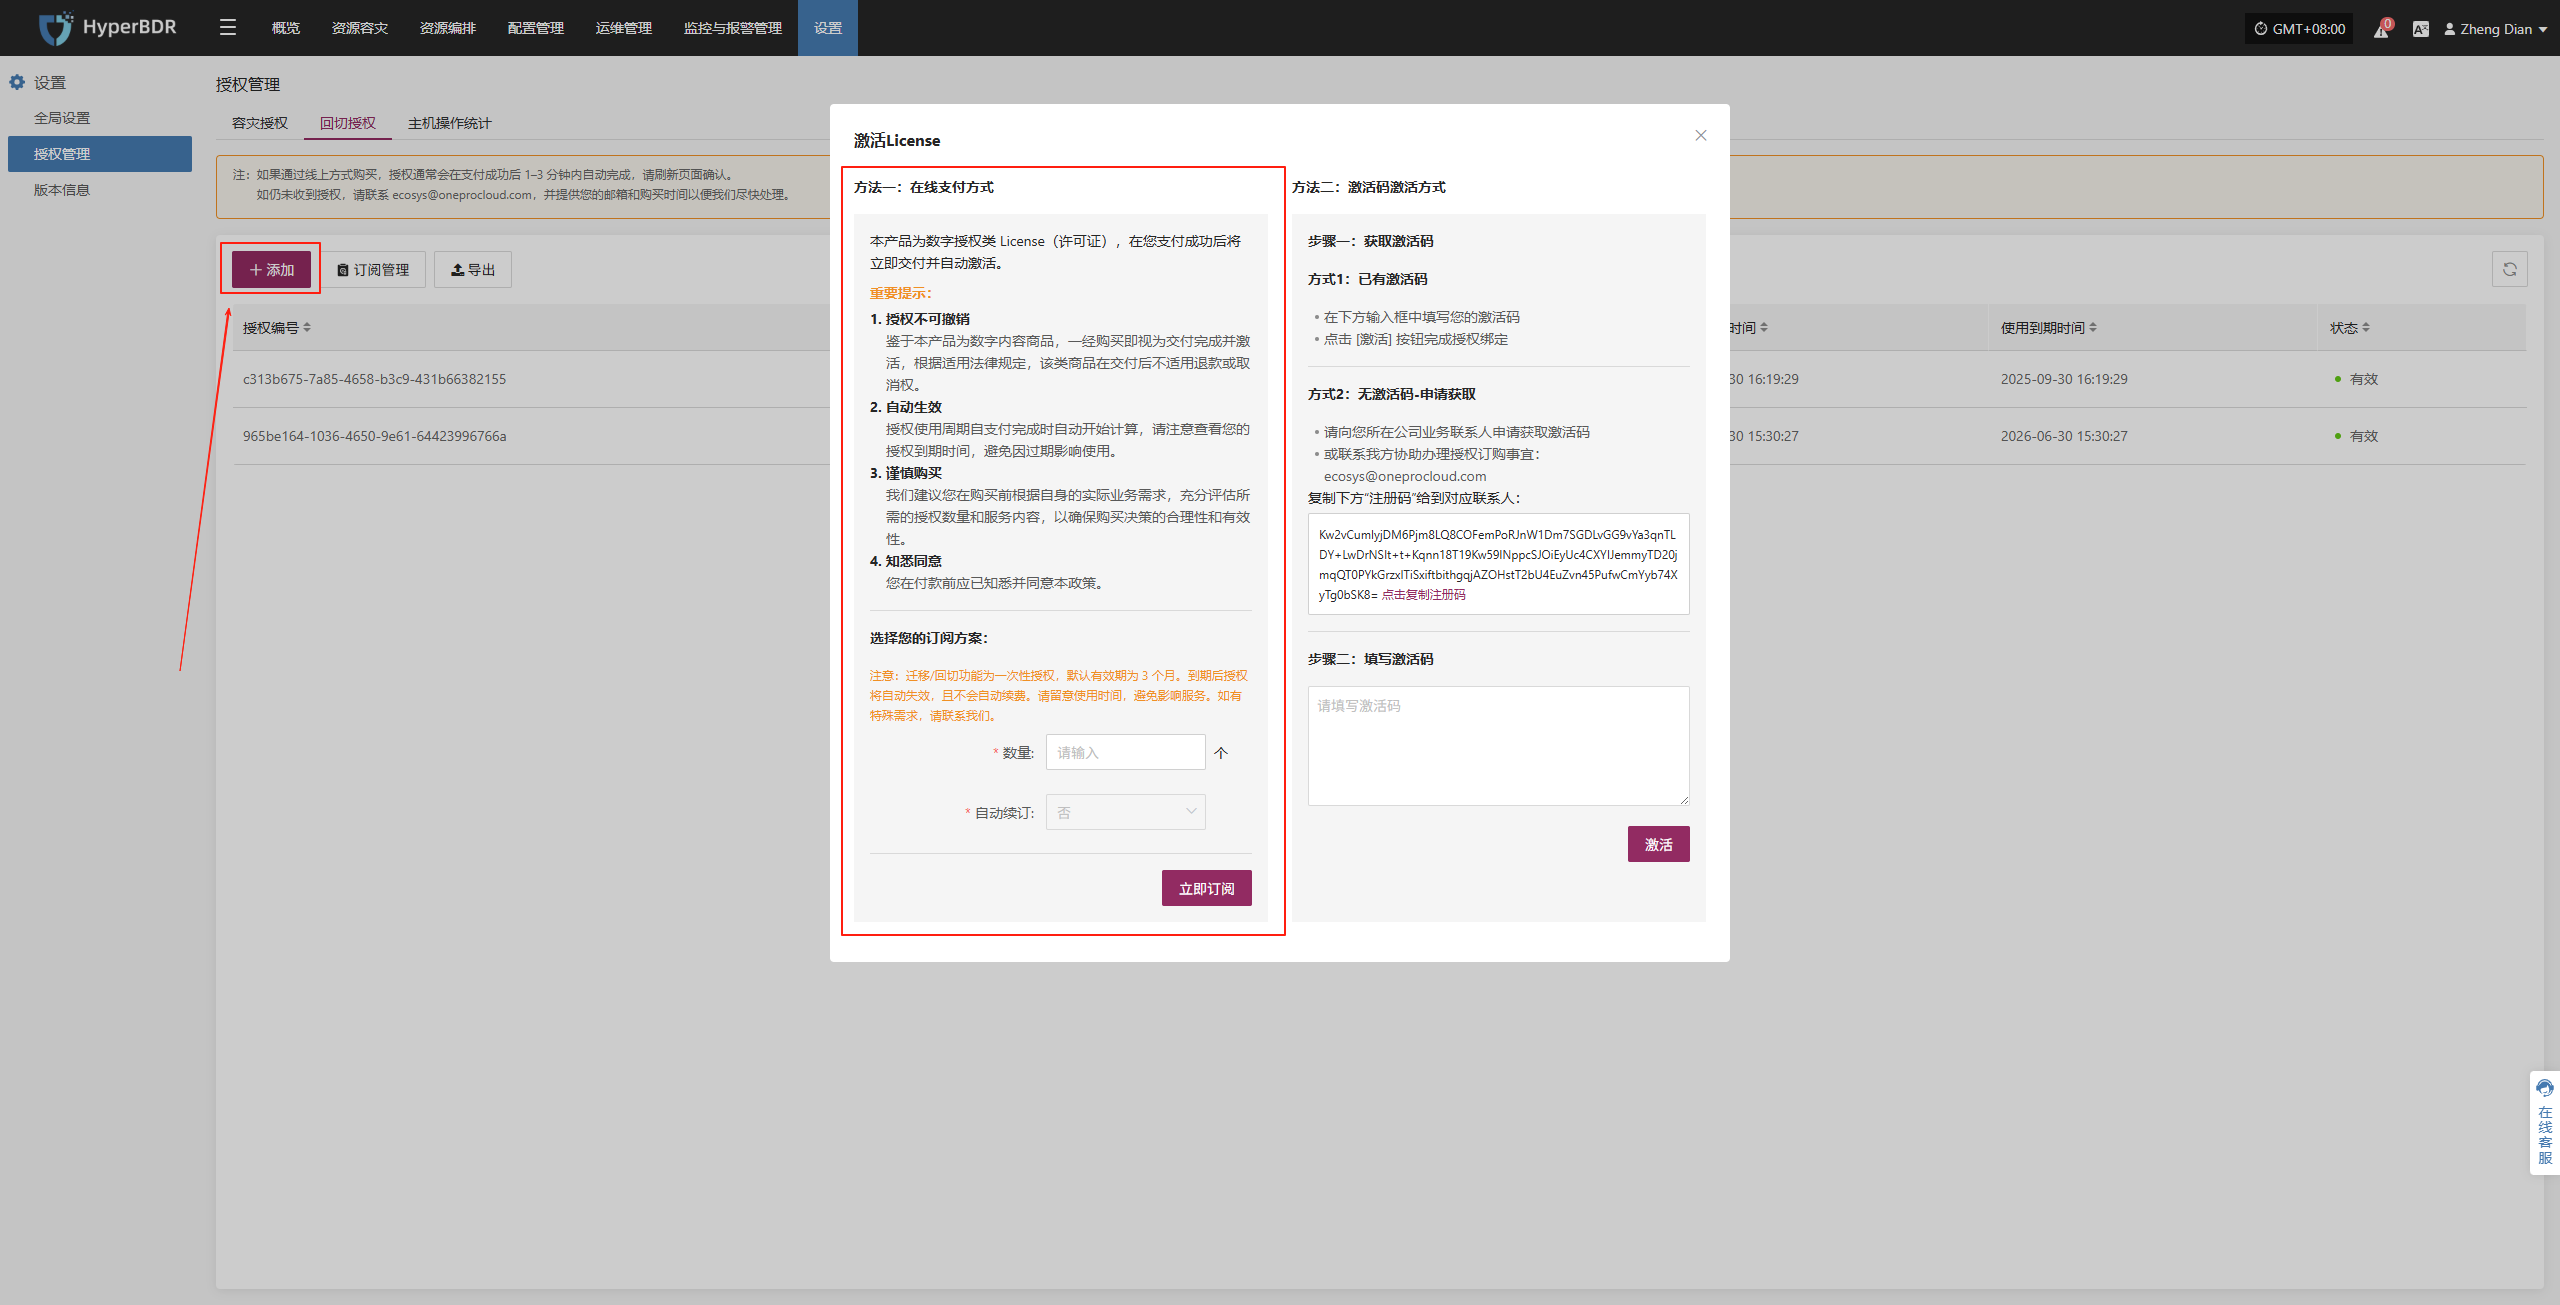 HyperBDR
概览
资源容灾
资源编排
配置管理
运维管理
监控与报警管理
设置
GMT+08:00
0
Zheng Dian
设置
全局设置
授权管理
版本信息
授权管理
容灾授权
回切授权
主机操作统计
注：如果通过线上方式购买，授权通常会在支付成功后 1–3 分钟内自动完成，请刷新页面确认。
如仍未收到授权，请联系 ecosys@oneprocloud.com，并提供您的邮箱和购买时间以便我们尽快处理。
添加
订阅管理
导出
授权编号
时间
使用到期时间
状态
c313b675-7a85-4658-b3c9-431b66382155
30 16:19:29
2025-09-30 16:19:29
有效
965be164-1036-4650-9e61-64423996766a
30 15:30:27
2026-06-30 15:30:27
有效
激活License
方法一：在线支付方式
本产品为数字授权类 License（许可证），在您支付成功后将
立即交付并自动激活。
重要提示：
1. 授权不可撤销
鉴于本产品为数字内容商品，一经购买即视为交付完成并激
活，根据适用法律规定，该类商品在交付后不适用退款或取
消权。
2. 自动生效
授权使用周期自支付完成时自动开始计算，请注意查看您的
授权到期时间，避免因过期影响使用。
3. 谨慎购买
我们建议您在购买前根据自身的实际业务需求，充分评估所
需的授权数量和服务内容，以确保购买决策的合理性和有效
性。
4. 知悉同意
您在付款前应已知悉并同意本政策。
选择您的订阅方案：
注意：迁移/回切功能为一次性授权，默认有效期为 3 个月。到期后授权
将自动失效，且不会自动续费。请留意使用时间，避免影响服务。如有
特殊需求，请联系我们。
* 数量: 请输入 个
* 自动续订: 否
立即订阅
方法二：激活码激活方式
步骤一：获取激活码
方式1：已有激活码
• 在下方输入框中填写您的激活码
• 点击 [激活] 按钮完成授权绑定
方式2：无激活码-申请获取
• 请向您所在公司业务联系人申请获取激活码
• 或联系我方协助办理授权订购事宜：
ecosys@oneprocloud.com
复制下方“注册码”给到对应联系人：
Kw2vCumlyjDM6Pjm8LQ8COFemPoRJnW1Dm7SGDLvGG9vYa3qnTL
DY+LwDrNSIt+t+Kqnn18T19Kw59INppcSJOiEyUc4CXYIJemmyTD20j
mqQT0PYkGrzxlTiSxiftbithgqjAZOHstT2bU4EuZvn45PufwCmYyb74X
yTg0bSK8= 点击复制注册码
步骤二：填写激活码
请填写激活码
激活
在线客服